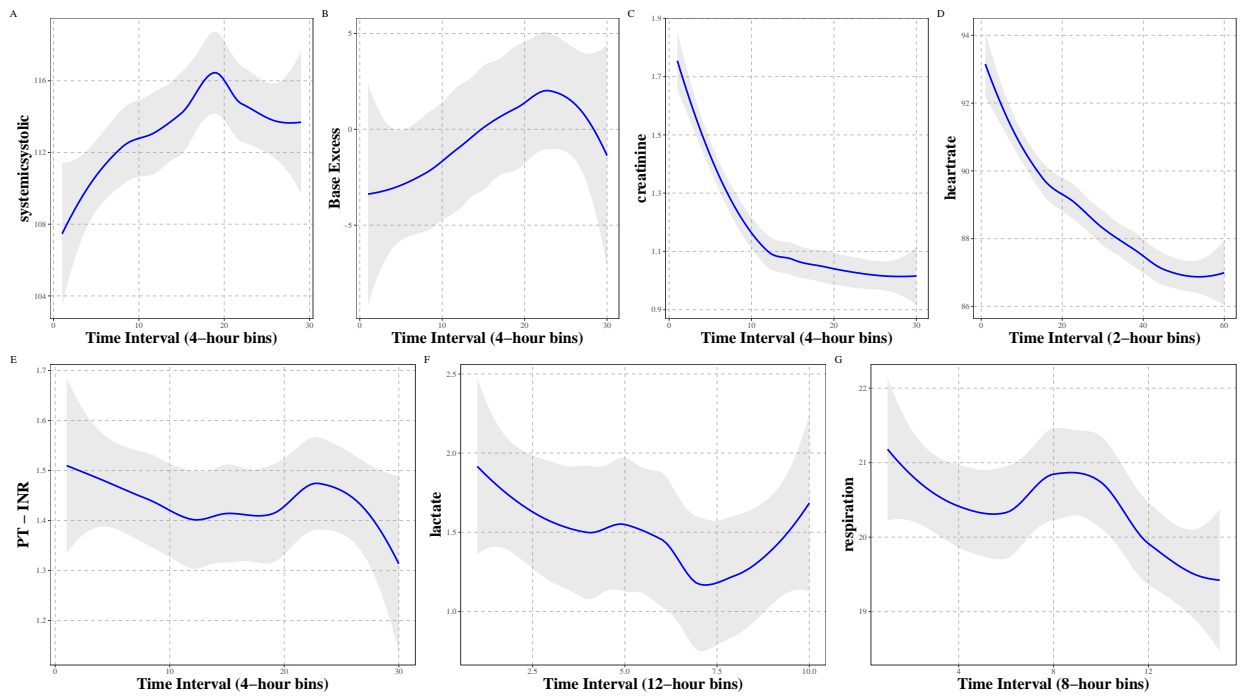 A
systemicsystolic
116
112
108
104
0
10
20
30
Time Interval (4−hour bins)
B
Base Excess
5
0
−5
0
10
20
30
Time Interval (4−hour bins)
C
creatinine
1.9
1.7
1.5
1.3
1.1
0.9
0
10
20
30
Time Interval (4−hour bins)
D
heartrate
94
92
90
88
86
0
20
40
60
Time Interval (2−hour bins)
E
PT − INR
1.7
1.6
1.5
1.4
1.3
1.2
0
10
20
30
Time Interval (4−hour bins)
F
lactate
2.5
2.0
1.5
1.0
2.5
5.0
7.5
10.0
Time Interval (12−hour bins)
G
respiration
22
21
20
19
4
8
12
Time Interval (8−hour bins)